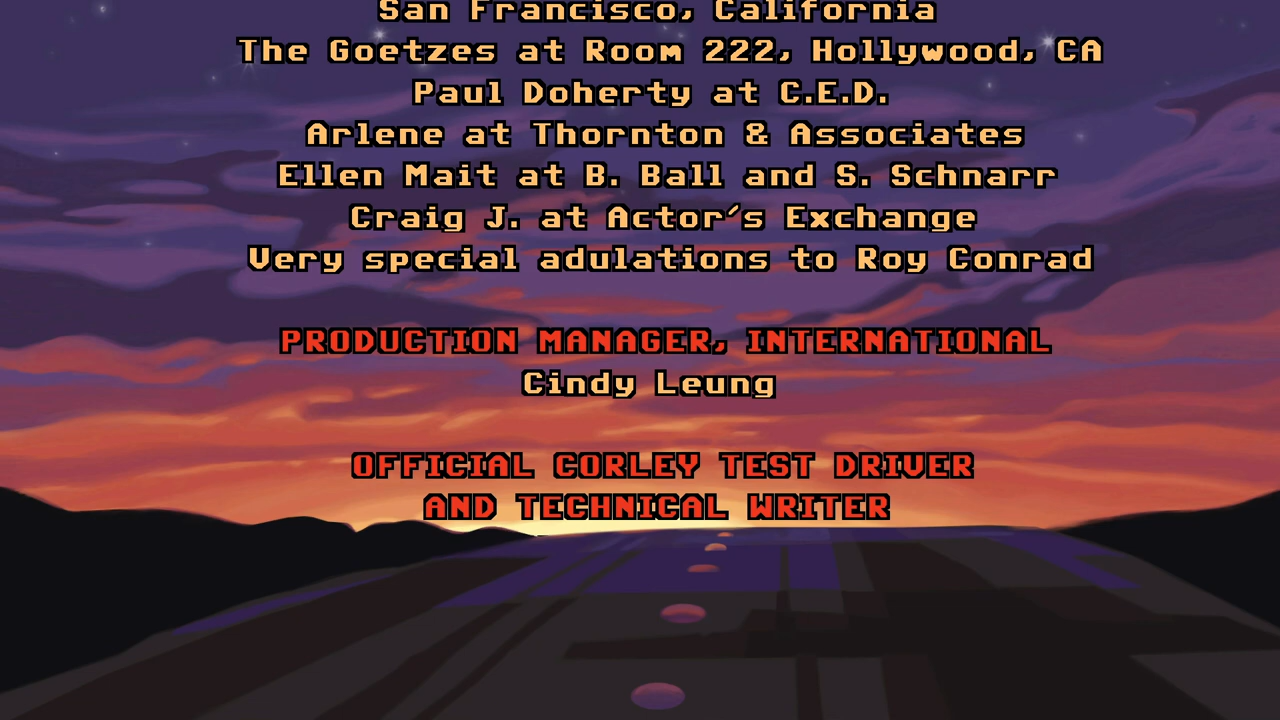 San Francisco, California
The Goetzes at Room 222, Hollywood, CA
Paul Doherty at C.E.D.
Arlene at Thornton & Associates
Ellen Mait at B. Ball and S. Schnarr
Craig J. at Actor's Exchange
Very special adulations to Roy Conrad
PRODUCTION MANAGER, INTERNATIONAL
Cindy Leung
OFFICIAL CORLEY TEST DRIVER
AND TECHNICAL WRITER